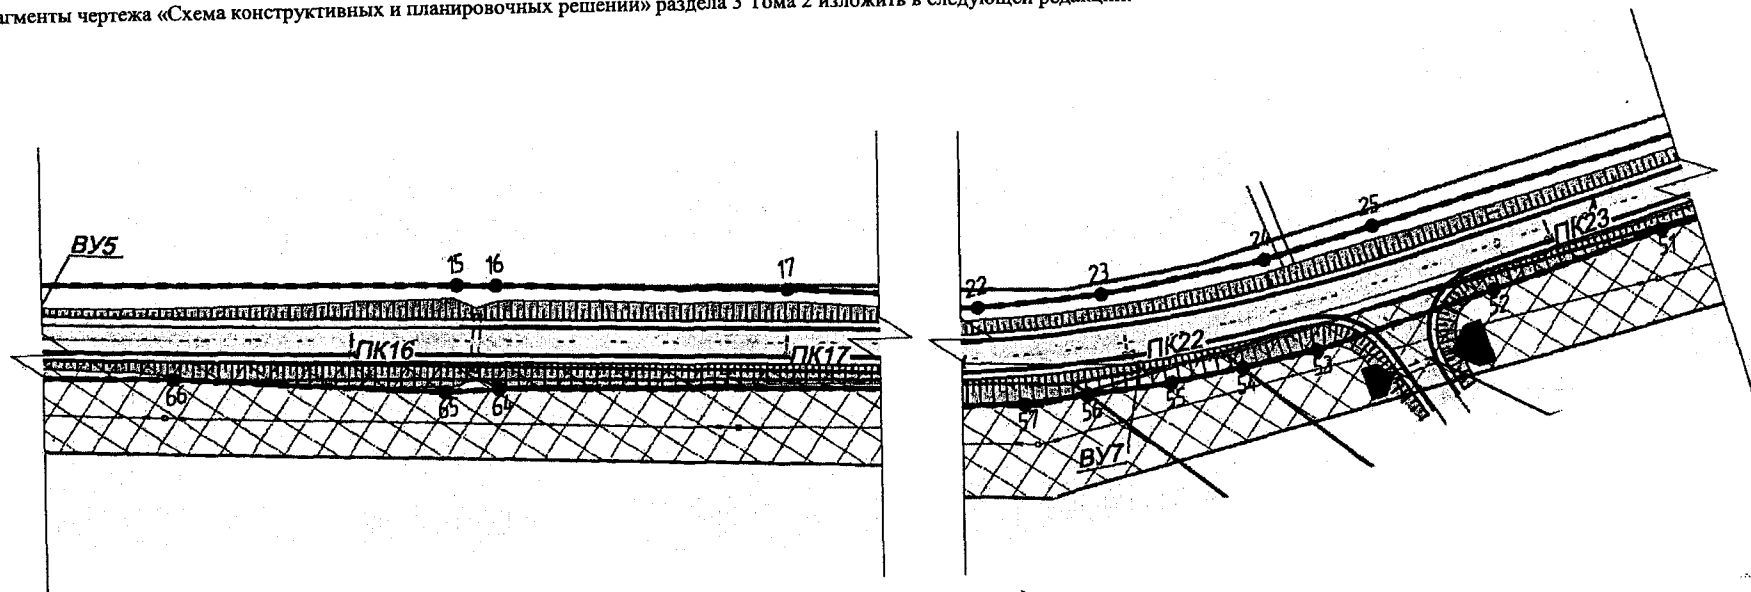 агменты чертежа «Схема конструктивных и планировочных решений» раздела 3 Тома 2 изложить в следующей редакции:
ВУ5
15 16 17
ПК16 ПК17
66 65 64
25
24
23
22
ПК23
51
52
ПК22
53
54
55
56
57
ВУ7